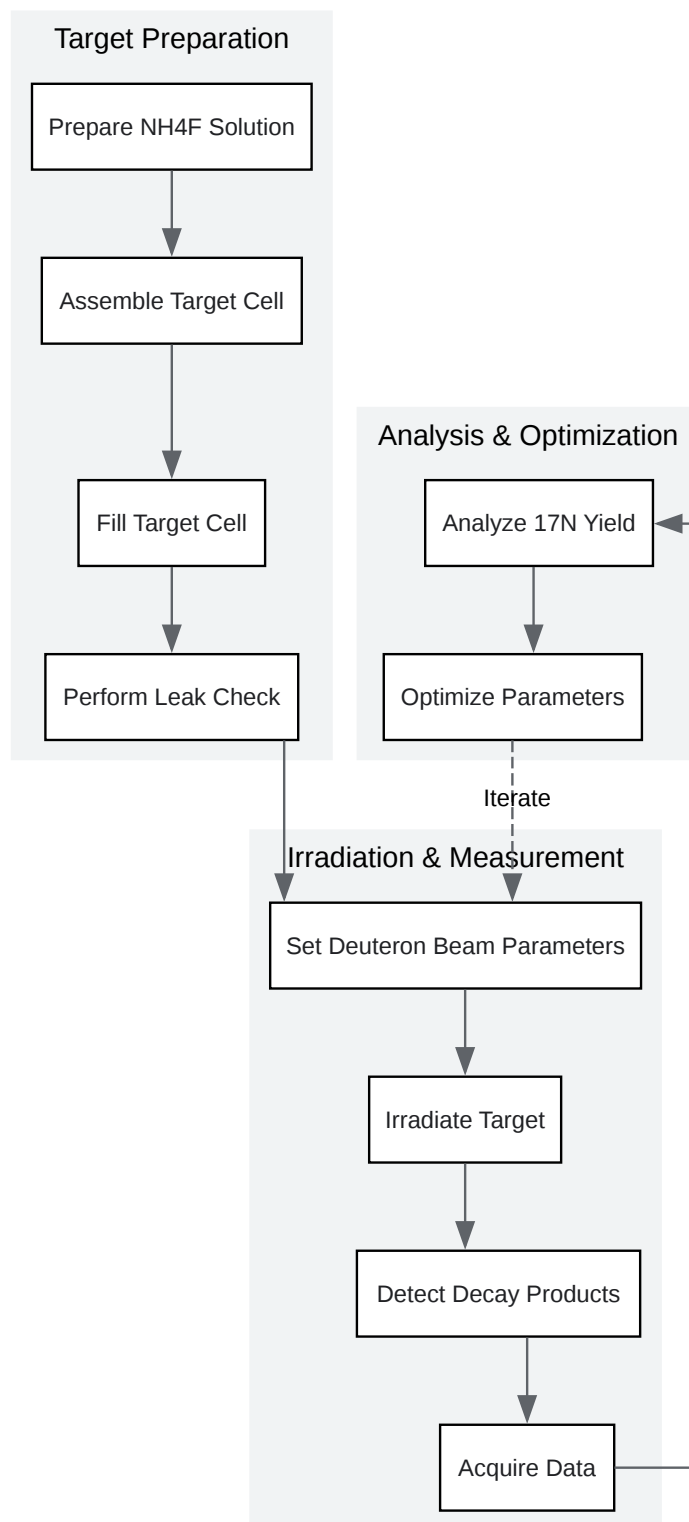 Target Preparation
Prepare NH4F Solution
Assemble Target Cell
Fill Target Cell
Perform Leak Check
Analysis & Optimization
Analyze 17N Yield
Optimize Parameters
Iterate
Irradiation & Measurement
Set Deuteron Beam Parameters
Irradiate Target
Detect Decay Products
Acquire Data